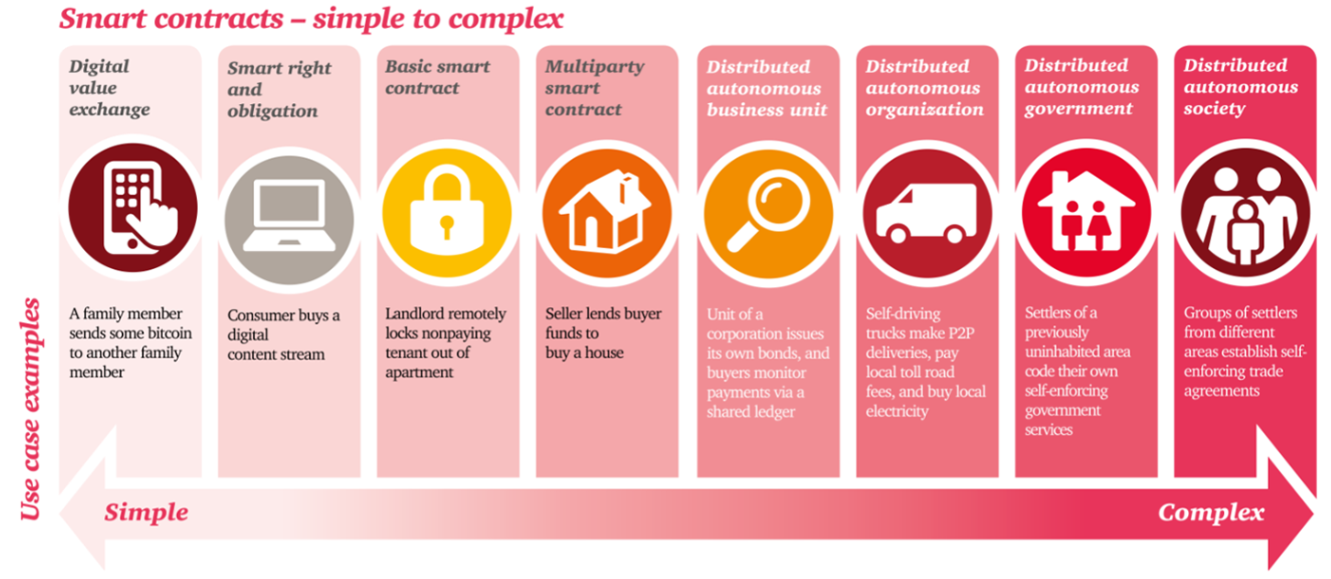 Smart contracts – simple to complex
Digital
value
exchange
A family member
sends some bitcoin
to another family
member
Smart right
and
obligation
Consumer buys a
digital
content stream
Basic smart
contract
Landlord remotely
locks nonpaying
tenant out of
apartment
Multiparty
smart
contract
Seller lends buyer
funds to
buy a house
Distributed
autonomous
business unit
Unit of a
corporation issues
its own bonds, and
buyers monitor
payments via a
shared ledger
Distributed
autonomous
organization
Self-driving
trucks make P2P
deliveries, pay
local toll road
fees, and buy local
electricity
Distributed
autonomous
government
Settlers of a
previously
uninhabited area
code their own
self-enforcing
government
services
Distributed
autonomous
society
Groups of settlers
from different
areas establish self-
enforcing trade
agreements
Use case examples
Simple
Complex